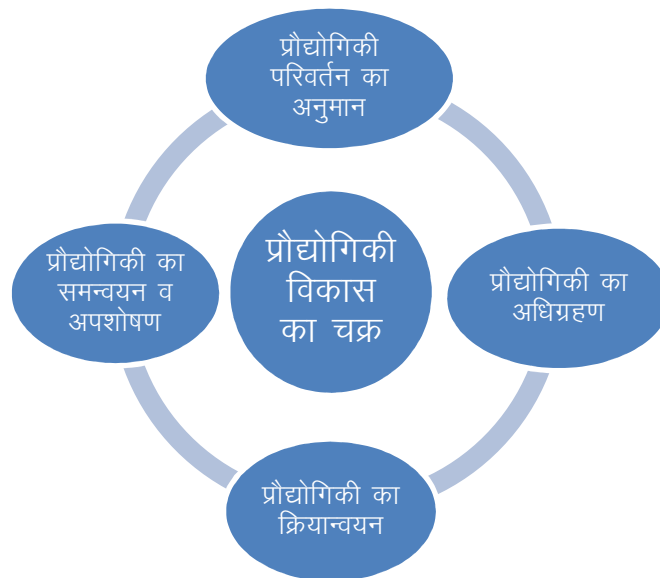 प्रौद्योगिकी
परिवर्तन का
अनुमान
प्रौद्योगिकी का
समन्वयन व
अपशोषण
प्रौद्योगिकी
विकास
का चक्र
प्रौद्योगिकी का
अधिग्रहण
प्रौद्योगिकी का
क्रियान्वयन